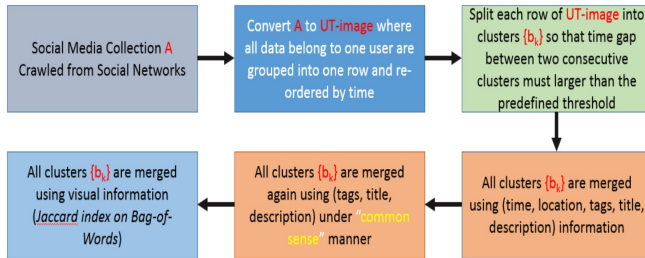 Social Media Collection A
Crawled from Social Networks
Convert A to UT-image where
all data belong to one user are
grouped into one row and re-
ordered by time
Split each row of UT-image into
clusters {bk} so that time gap
between two consecutive
clusters must larger than the
predefined threshold
All clusters {bk} are merged
using (time, location, tags, title,
description) information
All clusters {bk} are merged
again using (tags, title,
description) under "common
sense" manner
All clusters {bk} are merged
using visual information
(Jaccard index on Bag-of-
Words)